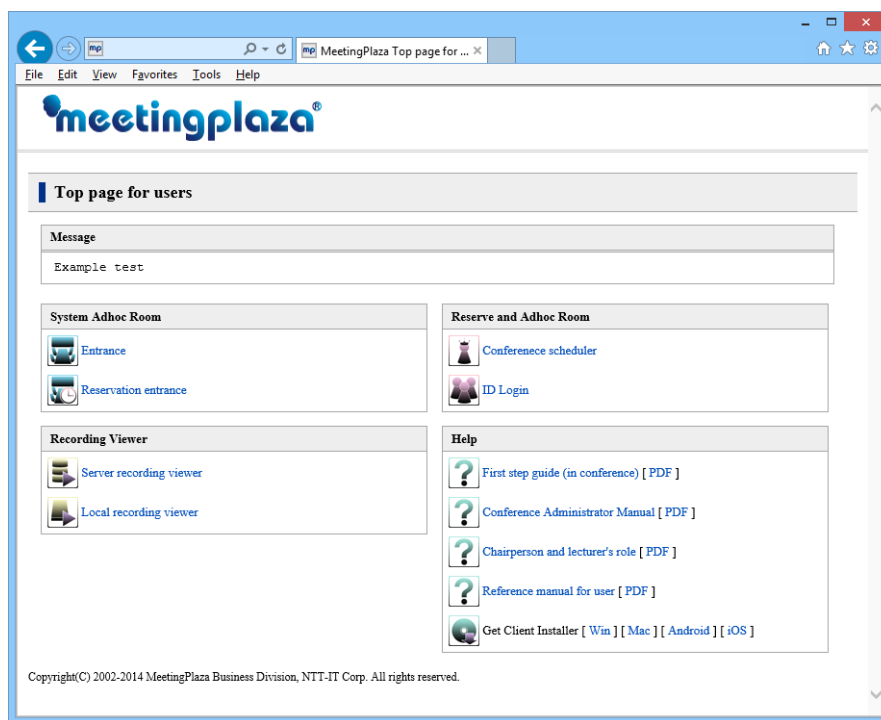 mp
mp MeetingPlaza Top page for ...
File Edit View Favorites Tools Help
meetingplaza®
Top page for users
Message
Example test
System Adhoc Room
Entrance
Reservation entrance
Reserve and Adhoc Room
Conferenece scheduler
ID Login
Recording Viewer
Server recording viewer
Local recording viewer
Help
First step guide (in conference) [ PDF ]
Conference Administrator Manual [ PDF ]
Chairperson and lecturer's role [ PDF ]
Reference manual for user [ PDF ]
Get Client Installer [ Win ] [ Mac ] [ Android ] [ iOS ]
Copyright(C) 2002-2014 MeetingPlaza Business Division, NTT-IT Corp. All rights reserved.